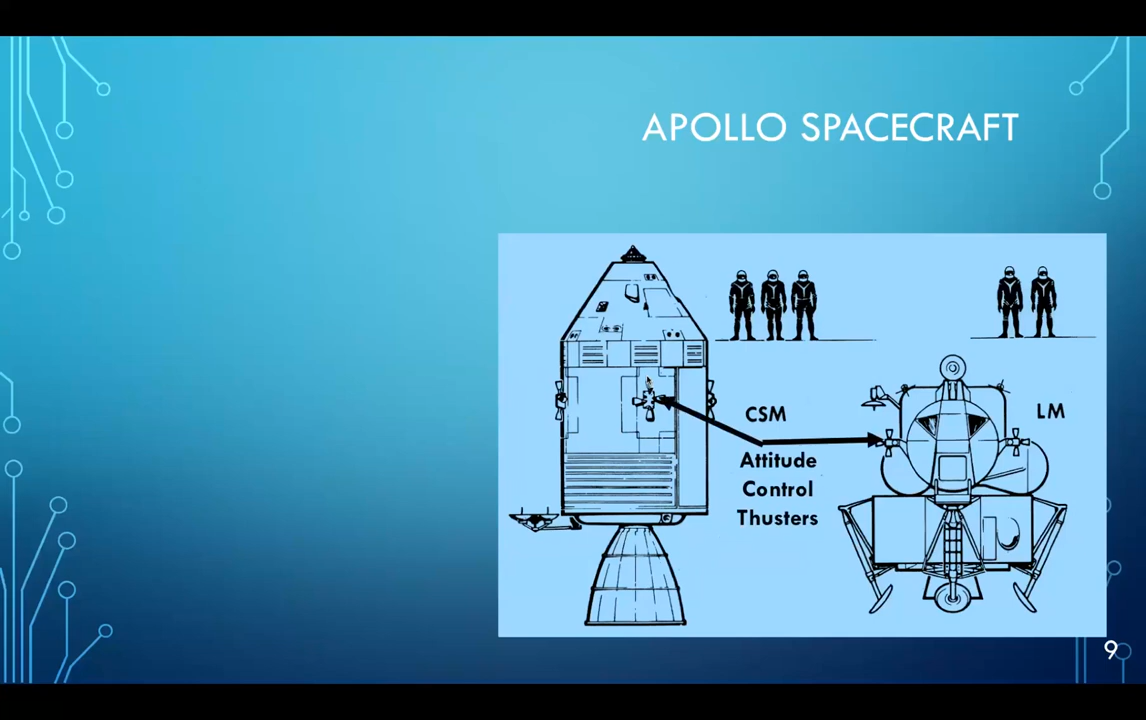 APOLLO SPACECRAFT
CSM
LM
Attitude
Control
Thusters
9